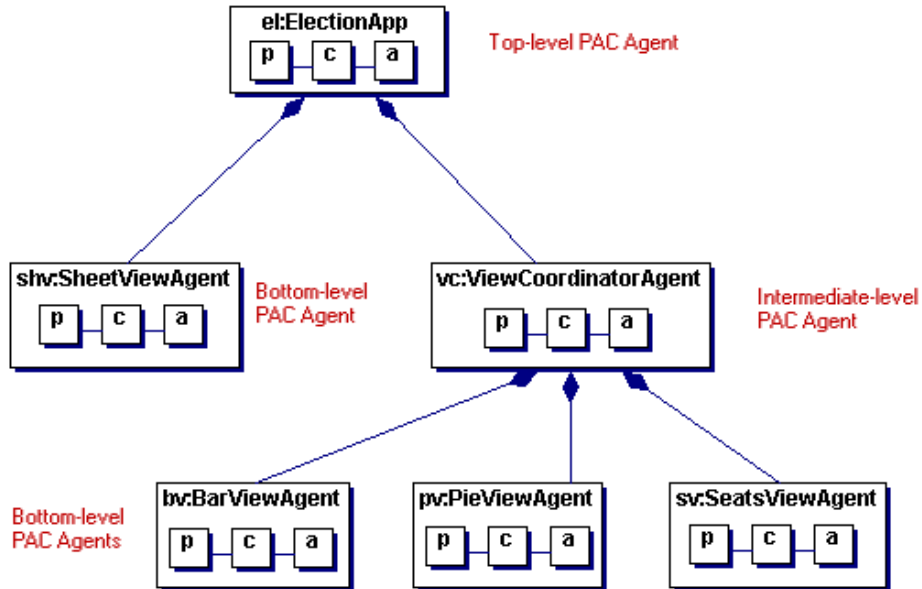 el:ElectionApp
p c a
Top-level PAC Agent
shv:SheetViewAgent
p c a
Bottom-level
PAC Agent
vc:ViewCoordinatorAgent
p c a
Intermediate-level
PAC Agent
Bottom-level
PAC Agents
bv:BarViewAgent
p c a
pv:PieViewAgent
p c a
sv:SeatsViewAgent
p c a